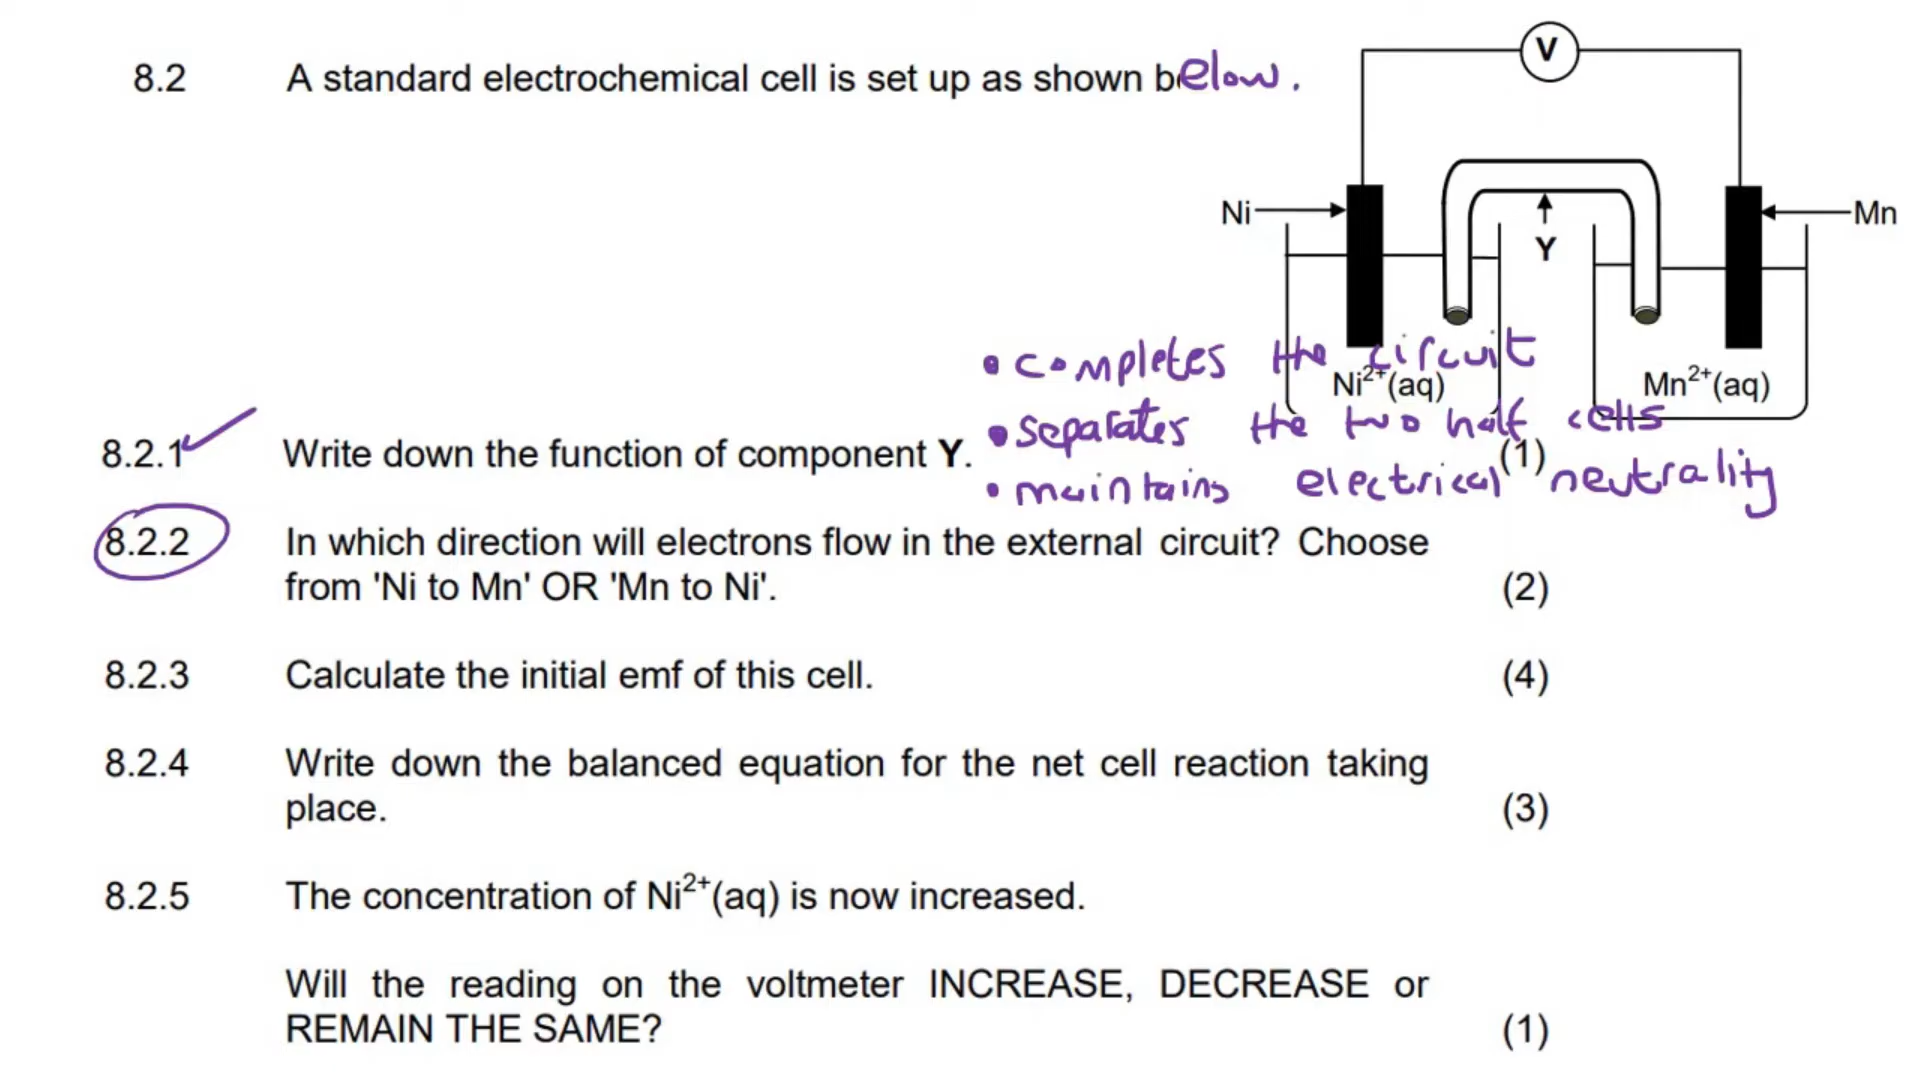 8.2 A standard electrochemical cell is set up as shown below.
V
Ni
Y
Mn
• completes the circuit
Ni²⁺(aq)
Mn²⁺(aq)
• separates the two half cells
8.2.1 Write down the function of component Y. (1)
• maintains electrical neutrality
8.2.2 In which direction will electrons flow in the external circuit? Choose
from 'Ni to Mn' OR 'Mn to Ni'. (2)
8.2.3 Calculate the initial emf of this cell. (4)
8.2.4 Write down the balanced equation for the net cell reaction taking
place. (3)
8.2.5 The concentration of Ni²⁺(aq) is now increased.
Will the reading on the voltmeter INCREASE, DECREASE or
REMAIN THE SAME? (1)